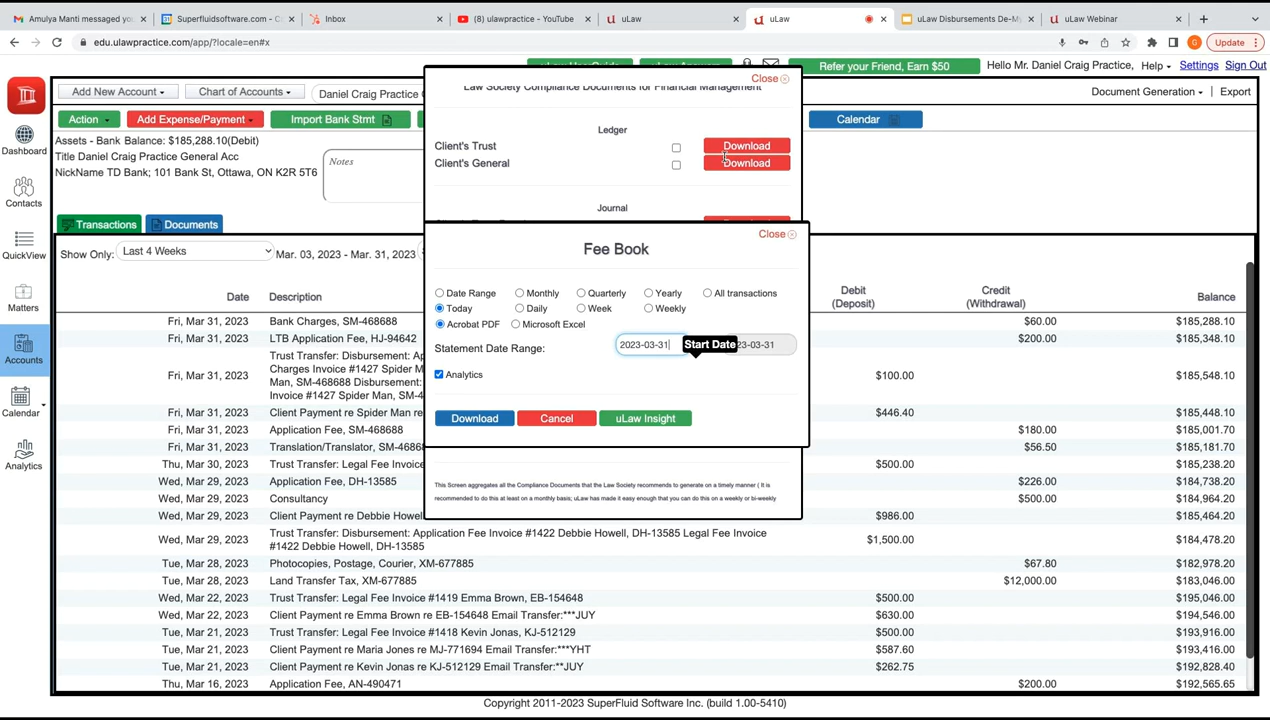 Amulya Manti messaged you
Superfluidsoftware.com - C
Inbox
(8) ulawpractice - YouTube
uLaw
uLaw
uLaw Disbursements De-My
uLaw Webinar
edu.ulawpractice.com/app/?locale=en#x
G
Update
Refer your Friend, Earn $50
Hello Mr. Daniel Craig Practice,
Help
Settings
Sign Out
Add New Account
Chart of Accounts
Daniel Craig Practice G
Document Generation
Export
Action
Add Expense/Payment
Import Bank Stmt
Calendar
Assets - Bank Balance: $185,288.10(Debit)
Title Daniel Craig Practice General Acc
NickName TD Bank; 101 Bank St, Ottawa, ON K2R 5T6
Notes
Dashboard
Contacts
QuickView
Matters
Accounts
Calendar
Analytics
Transactions
Documents
Show Only:
Last 4 Weeks
Mar. 03, 2023 - Mar. 31, 2023
Close
Law Society Compliance Documents for Financial Management
Ledger
Client's Trust
Download
Client's General
Download
Journal
Close
Fee Book
Date Range Monthly Quarterly Yearly All transactions
Today Daily Week Weekly
Acrobat PDF Microsoft Excel
Statement Date Range:
2023-03-31
Start Date
23-03-31
Analytics
Download
Cancel
uLaw Insight
This Screen aggregates all the Compliance Documents that the Law Society recommends to generate on a timely manner ( It is
recommended to do this at least on a monthly basis; uLaw has made it easy enough that you can do this on a weekly or bi-weekly
Date Description Debit (Deposit) Credit (Withdrawal) Balance
Fri, Mar 31, 2023 Bank Charges, SM-468688 $60.00 $185,288.10
Fri, Mar 31, 2023 LTB Application Fee, HJ-94642 $200.00 $185,348.10
Trust Transfer: Disbursement: Ap
Charges Invoice #1427 Spider M
Fri, Mar 31, 2023 Man, SM-468688 Disbursement: $100.00 $185,548.10
Invoice #1427 Spider Man, SM-4
Fri, Mar 31, 2023 Client Payment re Spider Man re $446.40 $185,448.10
Fri, Mar 31, 2023 Application Fee, SM-468688 $180.00 $185,001.70
Fri, Mar 31, 2023 Translation/Translator, SM-46868 $56.50 $185,181.70
Thu, Mar 30, 2023 Trust Transfer: Legal Fee Invoice $500.00 $185,238.20
Wed, Mar 29, 2023 Application Fee, DH-13585 $226.00 $184,738.20
Wed, Mar 29, 2023 Consultancy $500.00 $184,964.20
Wed, Mar 29, 2023 Client Payment re Debbie Howel $986.00 $185,464.20
Wed, Mar 29, 2023 Trust Transfer: Disbursement: Application Fee Invoice #1422 Debbie Howell, DH-13585 Legal Fee Invoice $1,500.00 $184,478.20
#1422 Debbie Howell, DH-13585
Tue, Mar 28, 2023 Photocopies, Postage, Courier, XM-677885 $67.80 $182,978.20
Tue, Mar 28, 2023 Land Transfer Tax, XM-677885 $12,000.00 $183,046.00
Wed, Mar 22, 2023 Trust Transfer: Legal Fee Invoice #1419 Emma Brown, EB-154648 $500.00 $195,046.00
Wed, Mar 22, 2023 Client Payment re Emma Brown re EB-154648 Email Transfer:***JUY $630.00 $194,546.00
Tue, Mar 21, 2023 Trust Transfer: Legal Fee Invoice #1418 Kevin Jonas, KJ-512129 $500.00 $193,916.00
Tue, Mar 21, 2023 Client Payment re Maria Jones re MJ-771694 Email Transfer:***YHT $587.60 $193,416.00
Tue, Mar 21, 2023 Client Payment re Kevin Jonas re KJ-512129 Email Transfer:**JUY $262.75 $192,828.40
Thu, Mar 16, 2023 Application Fee, AN-490471 $200.00 $192,565.65
Copyright 2011-2023 SuperFluid Software Inc. (build 1.00-5410)